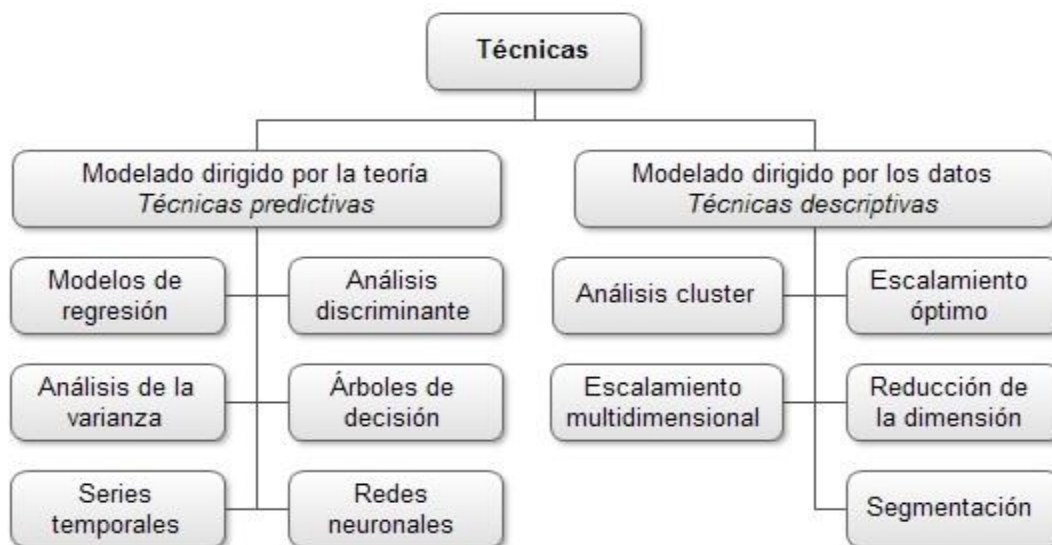 Técnicas
Modelado dirigido por la teoría
Técnicas predictivas
Modelos de
regresión
Análisis
discriminante
Análisis de la
varianza
Árboles de
decisión
Series
temporales
Redes
neuronales
Modelado dirigido por los datos
Técnicas descriptivas
Análisis cluster
Escalamiento
óptimo
Escalamiento
multidimensional
Reducción de
la dimensión
Segmentación